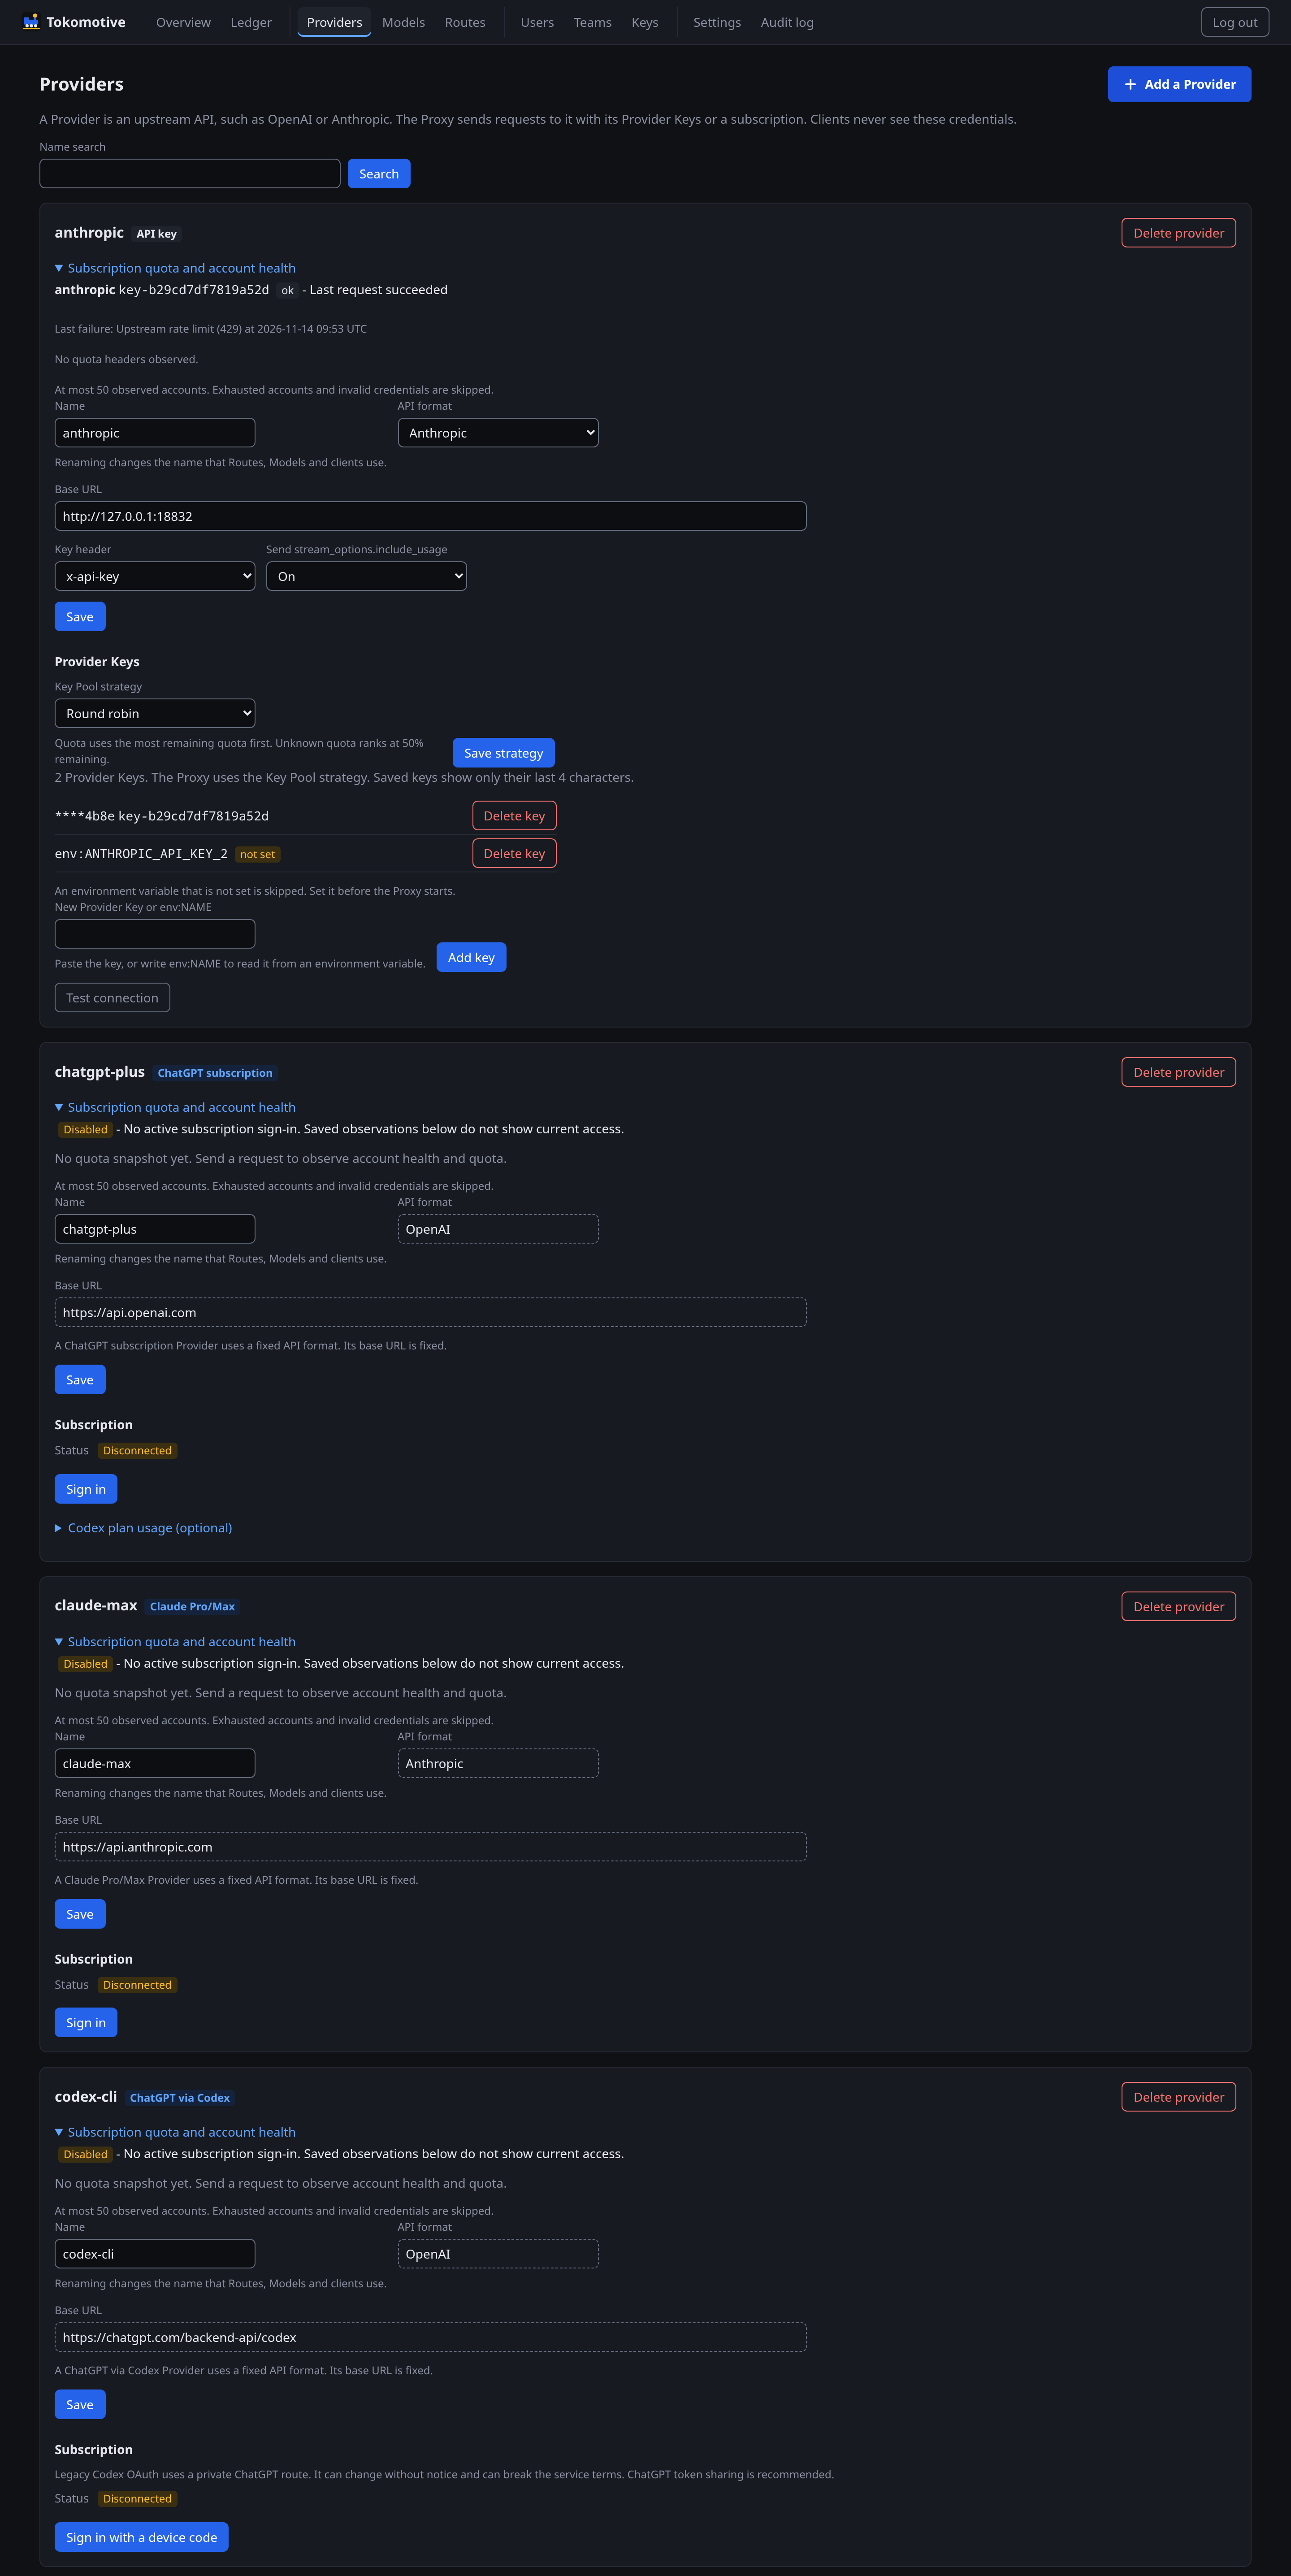 Tokomotive Overview Ledger Providers Models Routes Users Teams Keys Settings Audit log Log out
Providers
Add a Provider
A Provider is an upstream API, such as OpenAI or Anthropic. The Proxy sends requests to it with its Provider Keys or a subscription. Clients never see these credentials.
Name search
Search
anthropic API key Delete provider
Subscription quota and account health
anthropic key-b29cd7df7819a52d ok - Last request succeeded
Last failure: Upstream rate limit (429) at 2026-11-14 09:53 UTC
No quota headers observed.
At most 50 observed accounts. Exhausted accounts and invalid credentials are skipped.
Name API format
anthropic Anthropic
Renaming changes the name that Routes, Models and clients use.
Base URL
http://127.0.0.1:18832
Key header Send stream_options.include_usage
x-api-key On
Save
Provider Keys
Key Pool strategy
Round robin
Quota uses the most remaining quota first. Unknown quota ranks at 50%
remaining.
Save strategy
2 Provider Keys. The Proxy uses the Key Pool strategy. Saved keys show only their last 4 characters.
****4b8e key-b29cd7df7819a52d Delete key
env:ANTHROPIC_API_KEY_2 not set Delete key
An environment variable that is not set is skipped. Set it before the Proxy starts.
New Provider Key or env:NAME
Paste the key, or write env:NAME to read it from an environment variable.
Add key
Test connection
chatgpt-plus ChatGPT subscription Delete provider
Subscription quota and account health
Disabled - No active subscription sign-in. Saved observations below do not show current access.
No quota snapshot yet. Send a request to observe account health and quota.
At most 50 observed accounts. Exhausted accounts and invalid credentials are skipped.
Name API format
chatgpt-plus OpenAI
Renaming changes the name that Routes, Models and clients use.
Base URL
https://api.openai.com
A ChatGPT subscription Provider uses a fixed API format. Its base URL is fixed.
Save
Subscription
Status Disconnected
Sign in
Codex plan usage (optional)
claude-max Claude Pro/Max Delete provider
Subscription quota and account health
Disabled - No active subscription sign-in. Saved observations below do not show current access.
No quota snapshot yet. Send a request to observe account health and quota.
At most 50 observed accounts. Exhausted accounts and invalid credentials are skipped.
Name API format
claude-max Anthropic
Renaming changes the name that Routes, Models and clients use.
Base URL
https://api.anthropic.com
A Claude Pro/Max Provider uses a fixed API format. Its base URL is fixed.
Save
Subscription
Status Disconnected
Sign in
codex-cli ChatGPT via Codex Delete provider
Subscription quota and account health
Disabled - No active subscription sign-in. Saved observations below do not show current access.
No quota snapshot yet. Send a request to observe account health and quota.
At most 50 observed accounts. Exhausted accounts and invalid credentials are skipped.
Name API format
codex-cli OpenAI
Renaming changes the name that Routes, Models and clients use.
Base URL
https://chatgpt.com/backend-api/codex
A ChatGPT via Codex Provider uses a fixed API format. Its base URL is fixed.
Save
Subscription
Legacy Codex OAuth uses a private ChatGPT route. It can change without notice and can break the service terms. ChatGPT token sharing is recommended.
Status Disconnected
Sign in with a device code